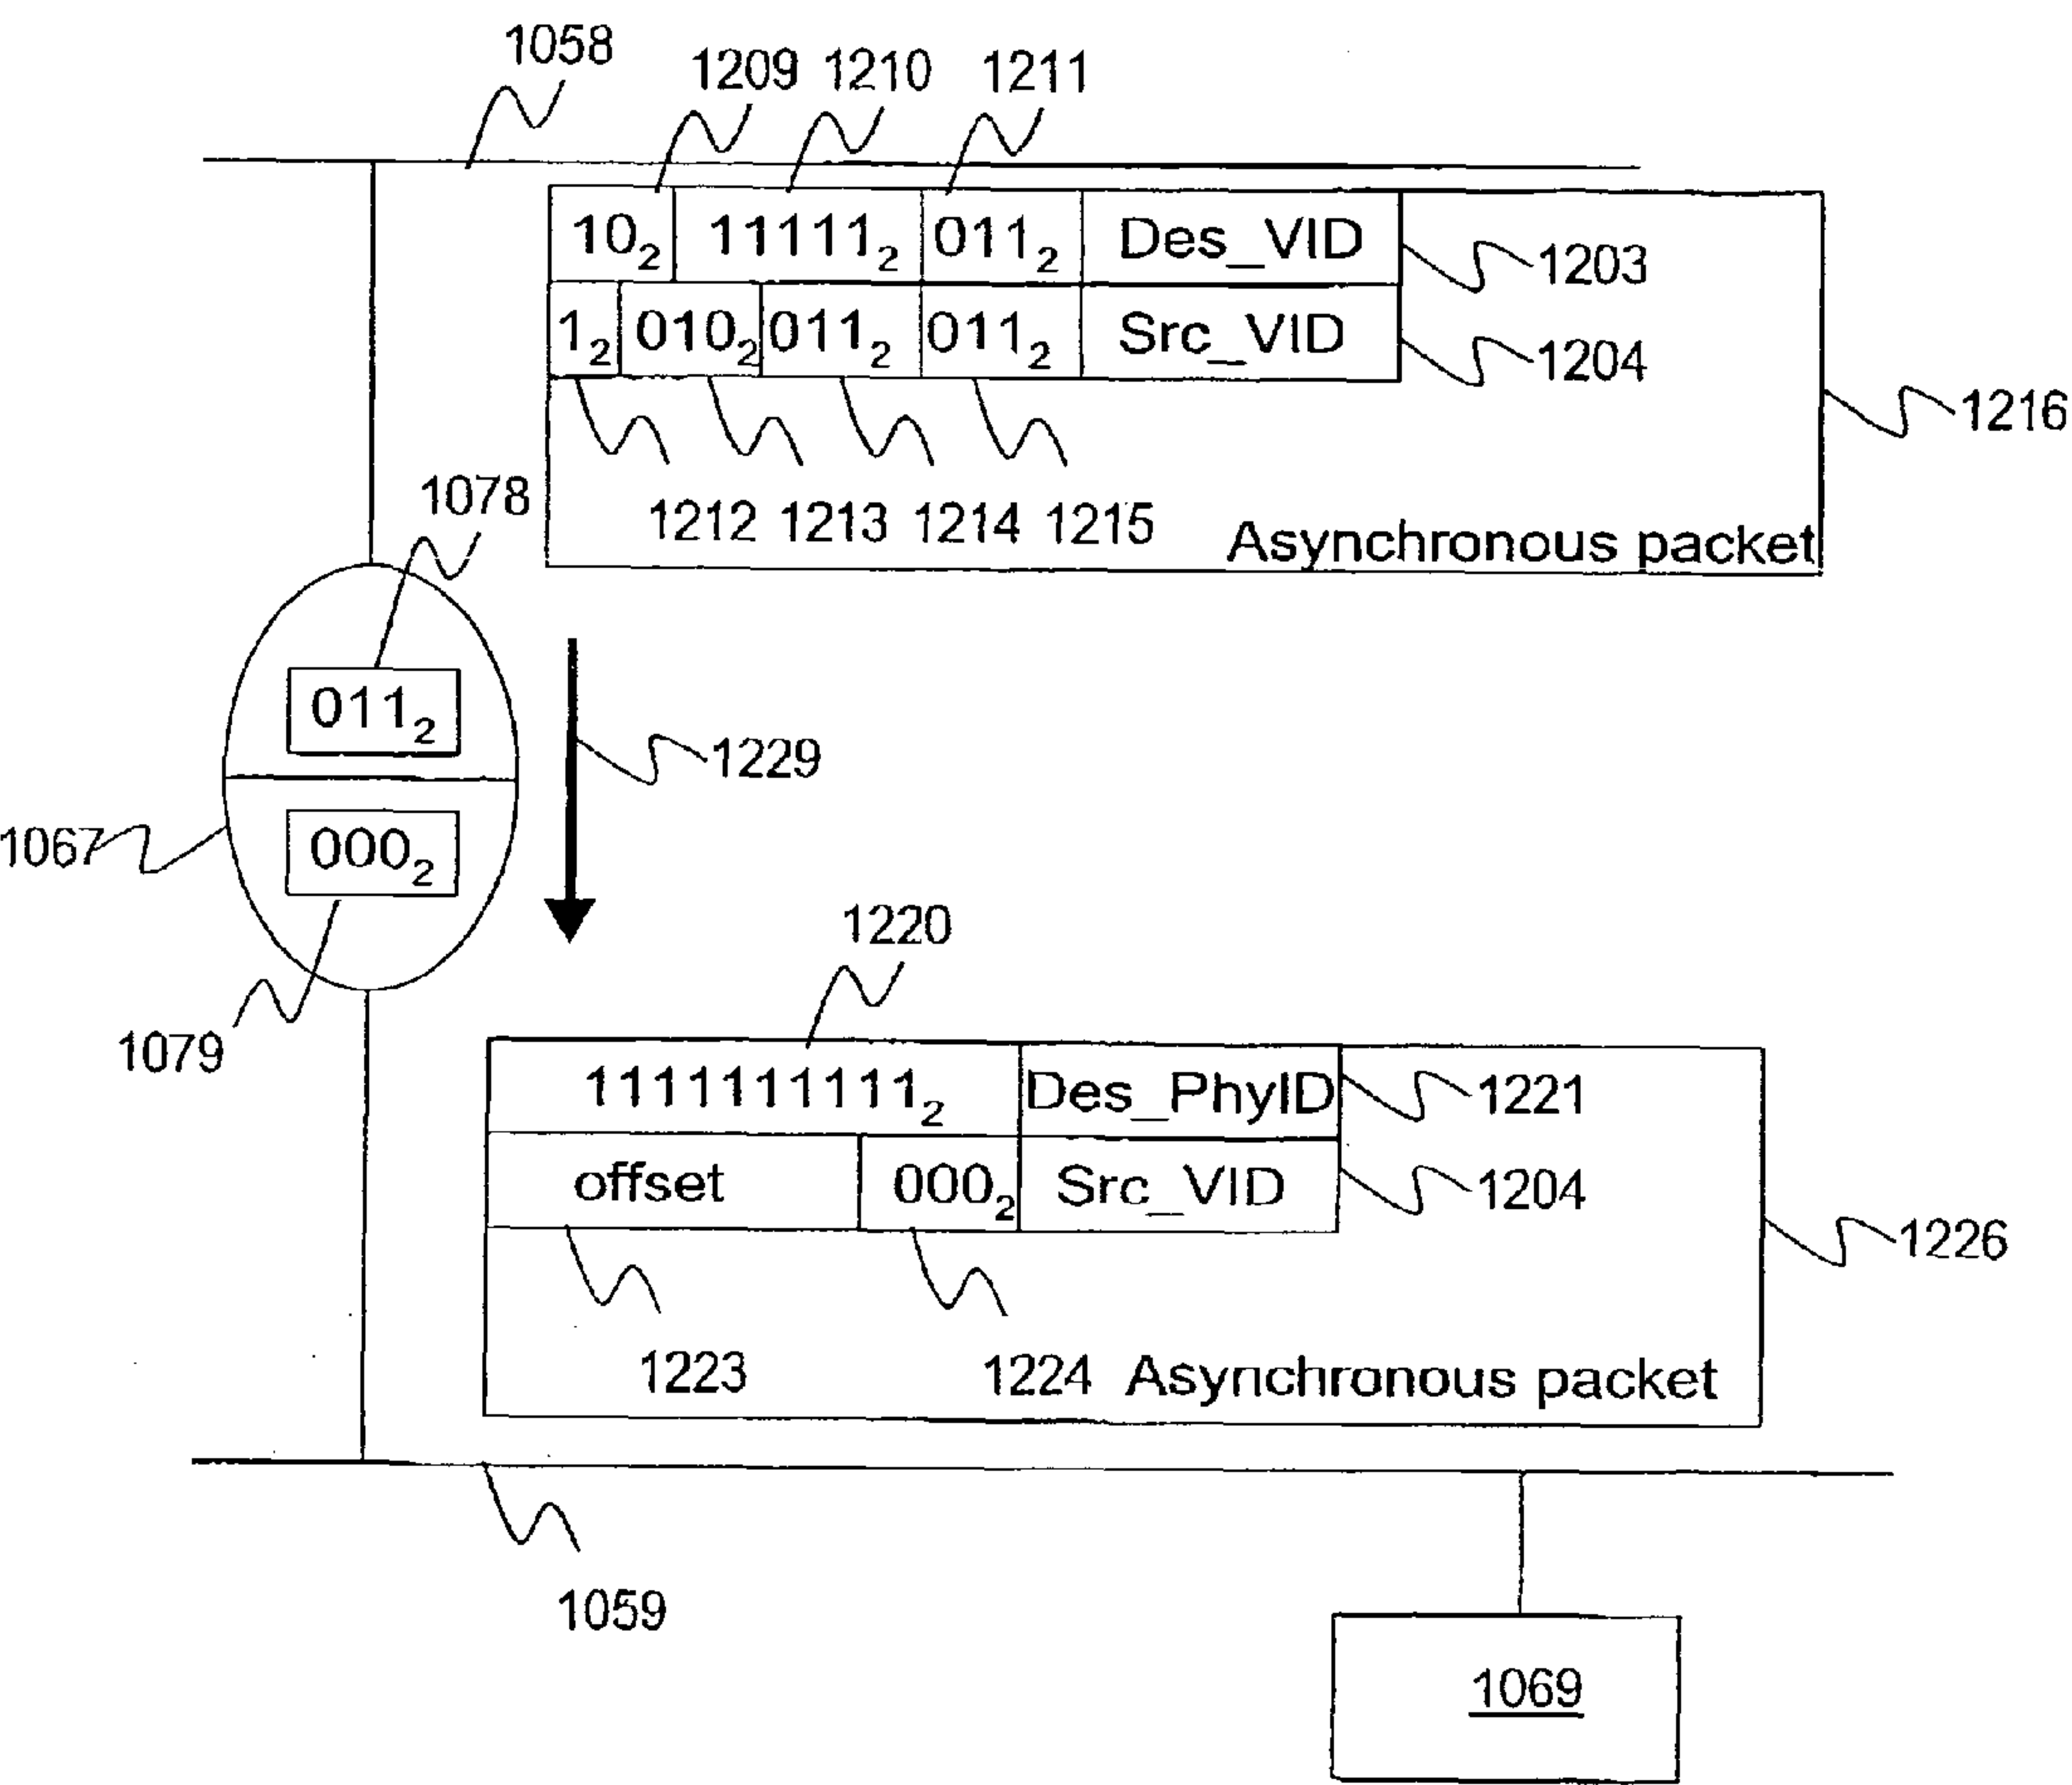 1058
1209 1210 1211
10₂ 11111₂ 011₂ Des_VID
1203
1₂ 010₂ 011₂ 011₂ Src_VID
1204
1216
1212 1213 1214 1215
Asynchronous packet
1078
011₂
1229
1067
000₂
1079
1220
1111111111₂ Des_PhyID
1221
offset 000₂ Src_VID
1204
1226
1223 1224 Asynchronous packet
1059
1069